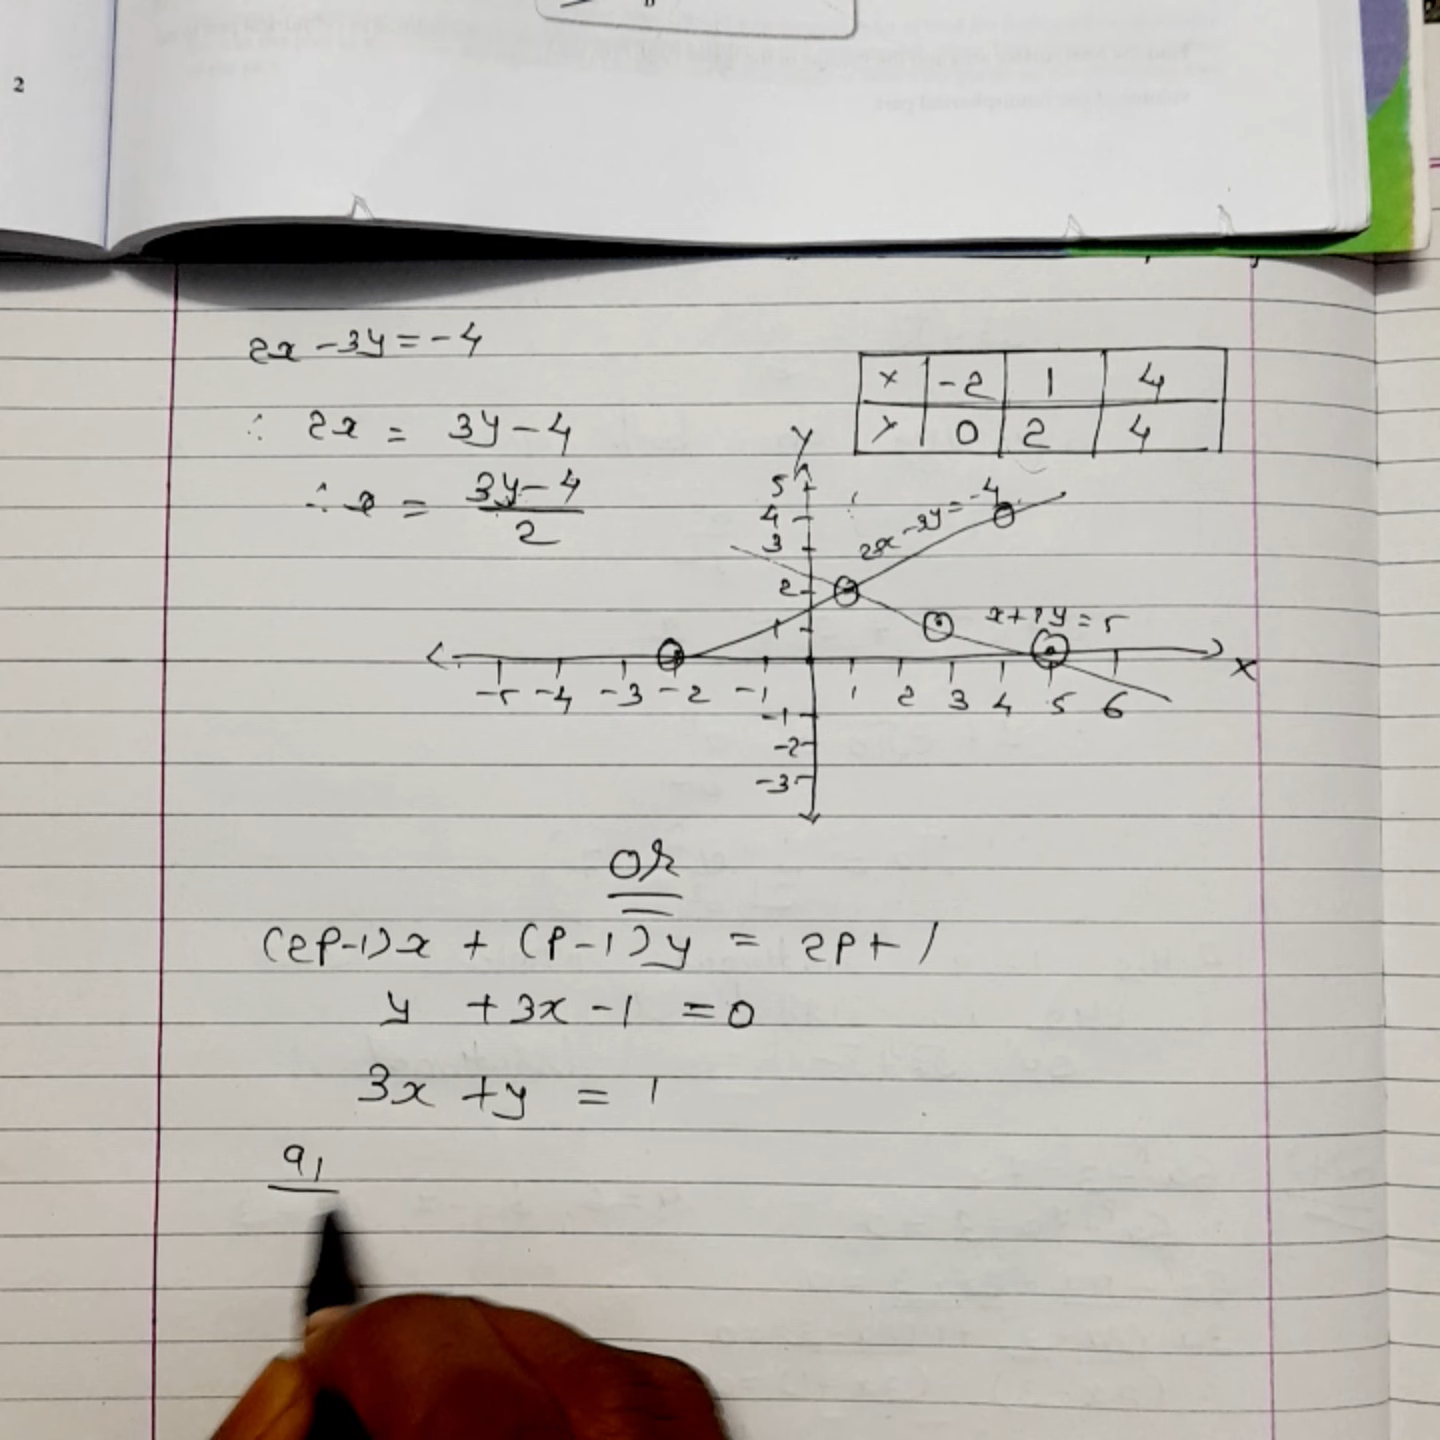 2
2x - 3y = -4
∴ 2x = 3y - 4
∴ x = \frac{3y - 4}{2}
x | -2 | 1 | 4
y | 0 | 2 | 4
y
5
4
3
2
1
2x - 3y = -4
x + 2y = 5
-5 -4 -3 -2 -1 1 2 3 4 5 6 x
-1
-2
-3
Or
(2P-1)x + (P-1)y = 2P + 1
y + 3x - 1 = 0
3x + y = 1
a₁